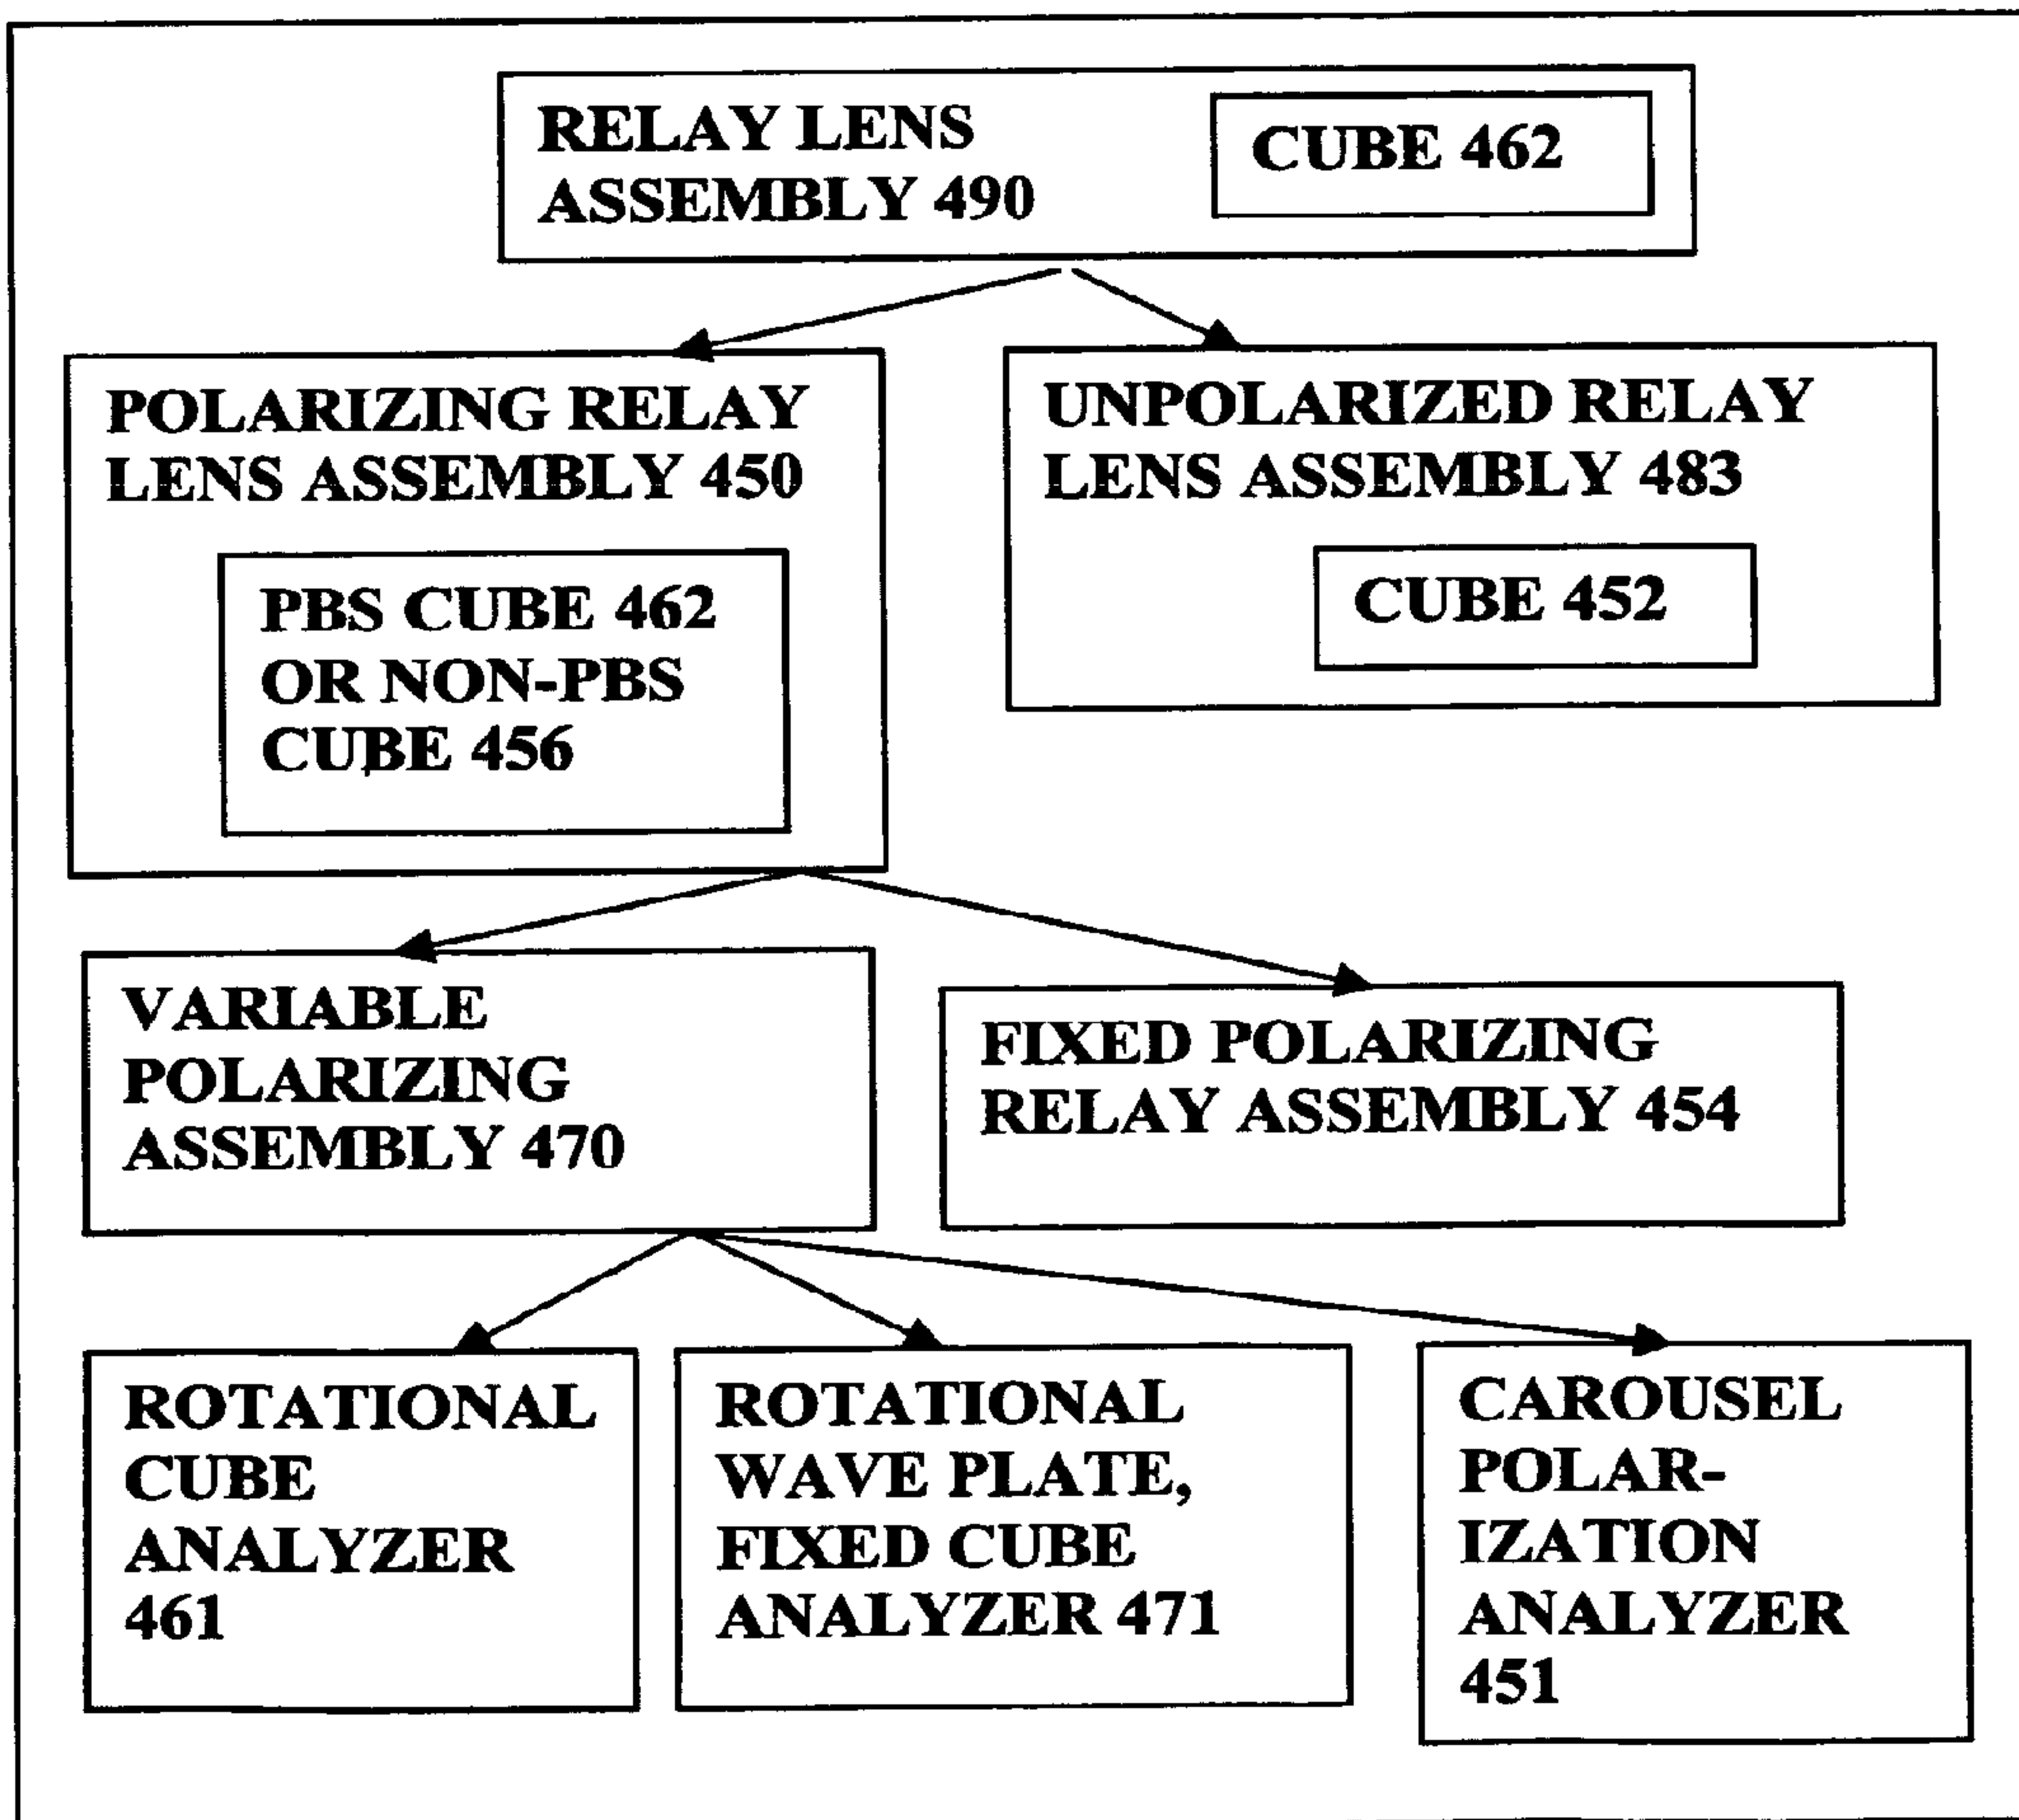 RELAY LENS
ASSEMBLY 490
CUBE 462
POLARIZING RELAY
LENS ASSEMBLY 450
PBS CUBE 462
OR NON-PBS
CUBE 456
UNPOLARIZED RELAY
LENS ASSEMBLY 483
CUBE 452
VARIABLE
POLARIZING
ASSEMBLY 470
FIXED POLARIZING
RELAY ASSEMBLY 454
ROTATIONAL
CUBE
ANALYZER
461
ROTATIONAL
WAVE PLATE,
FIXED CUBE
ANALYZER 471
CAROUSEL
POLAR-
IZATION
ANALYZER
451